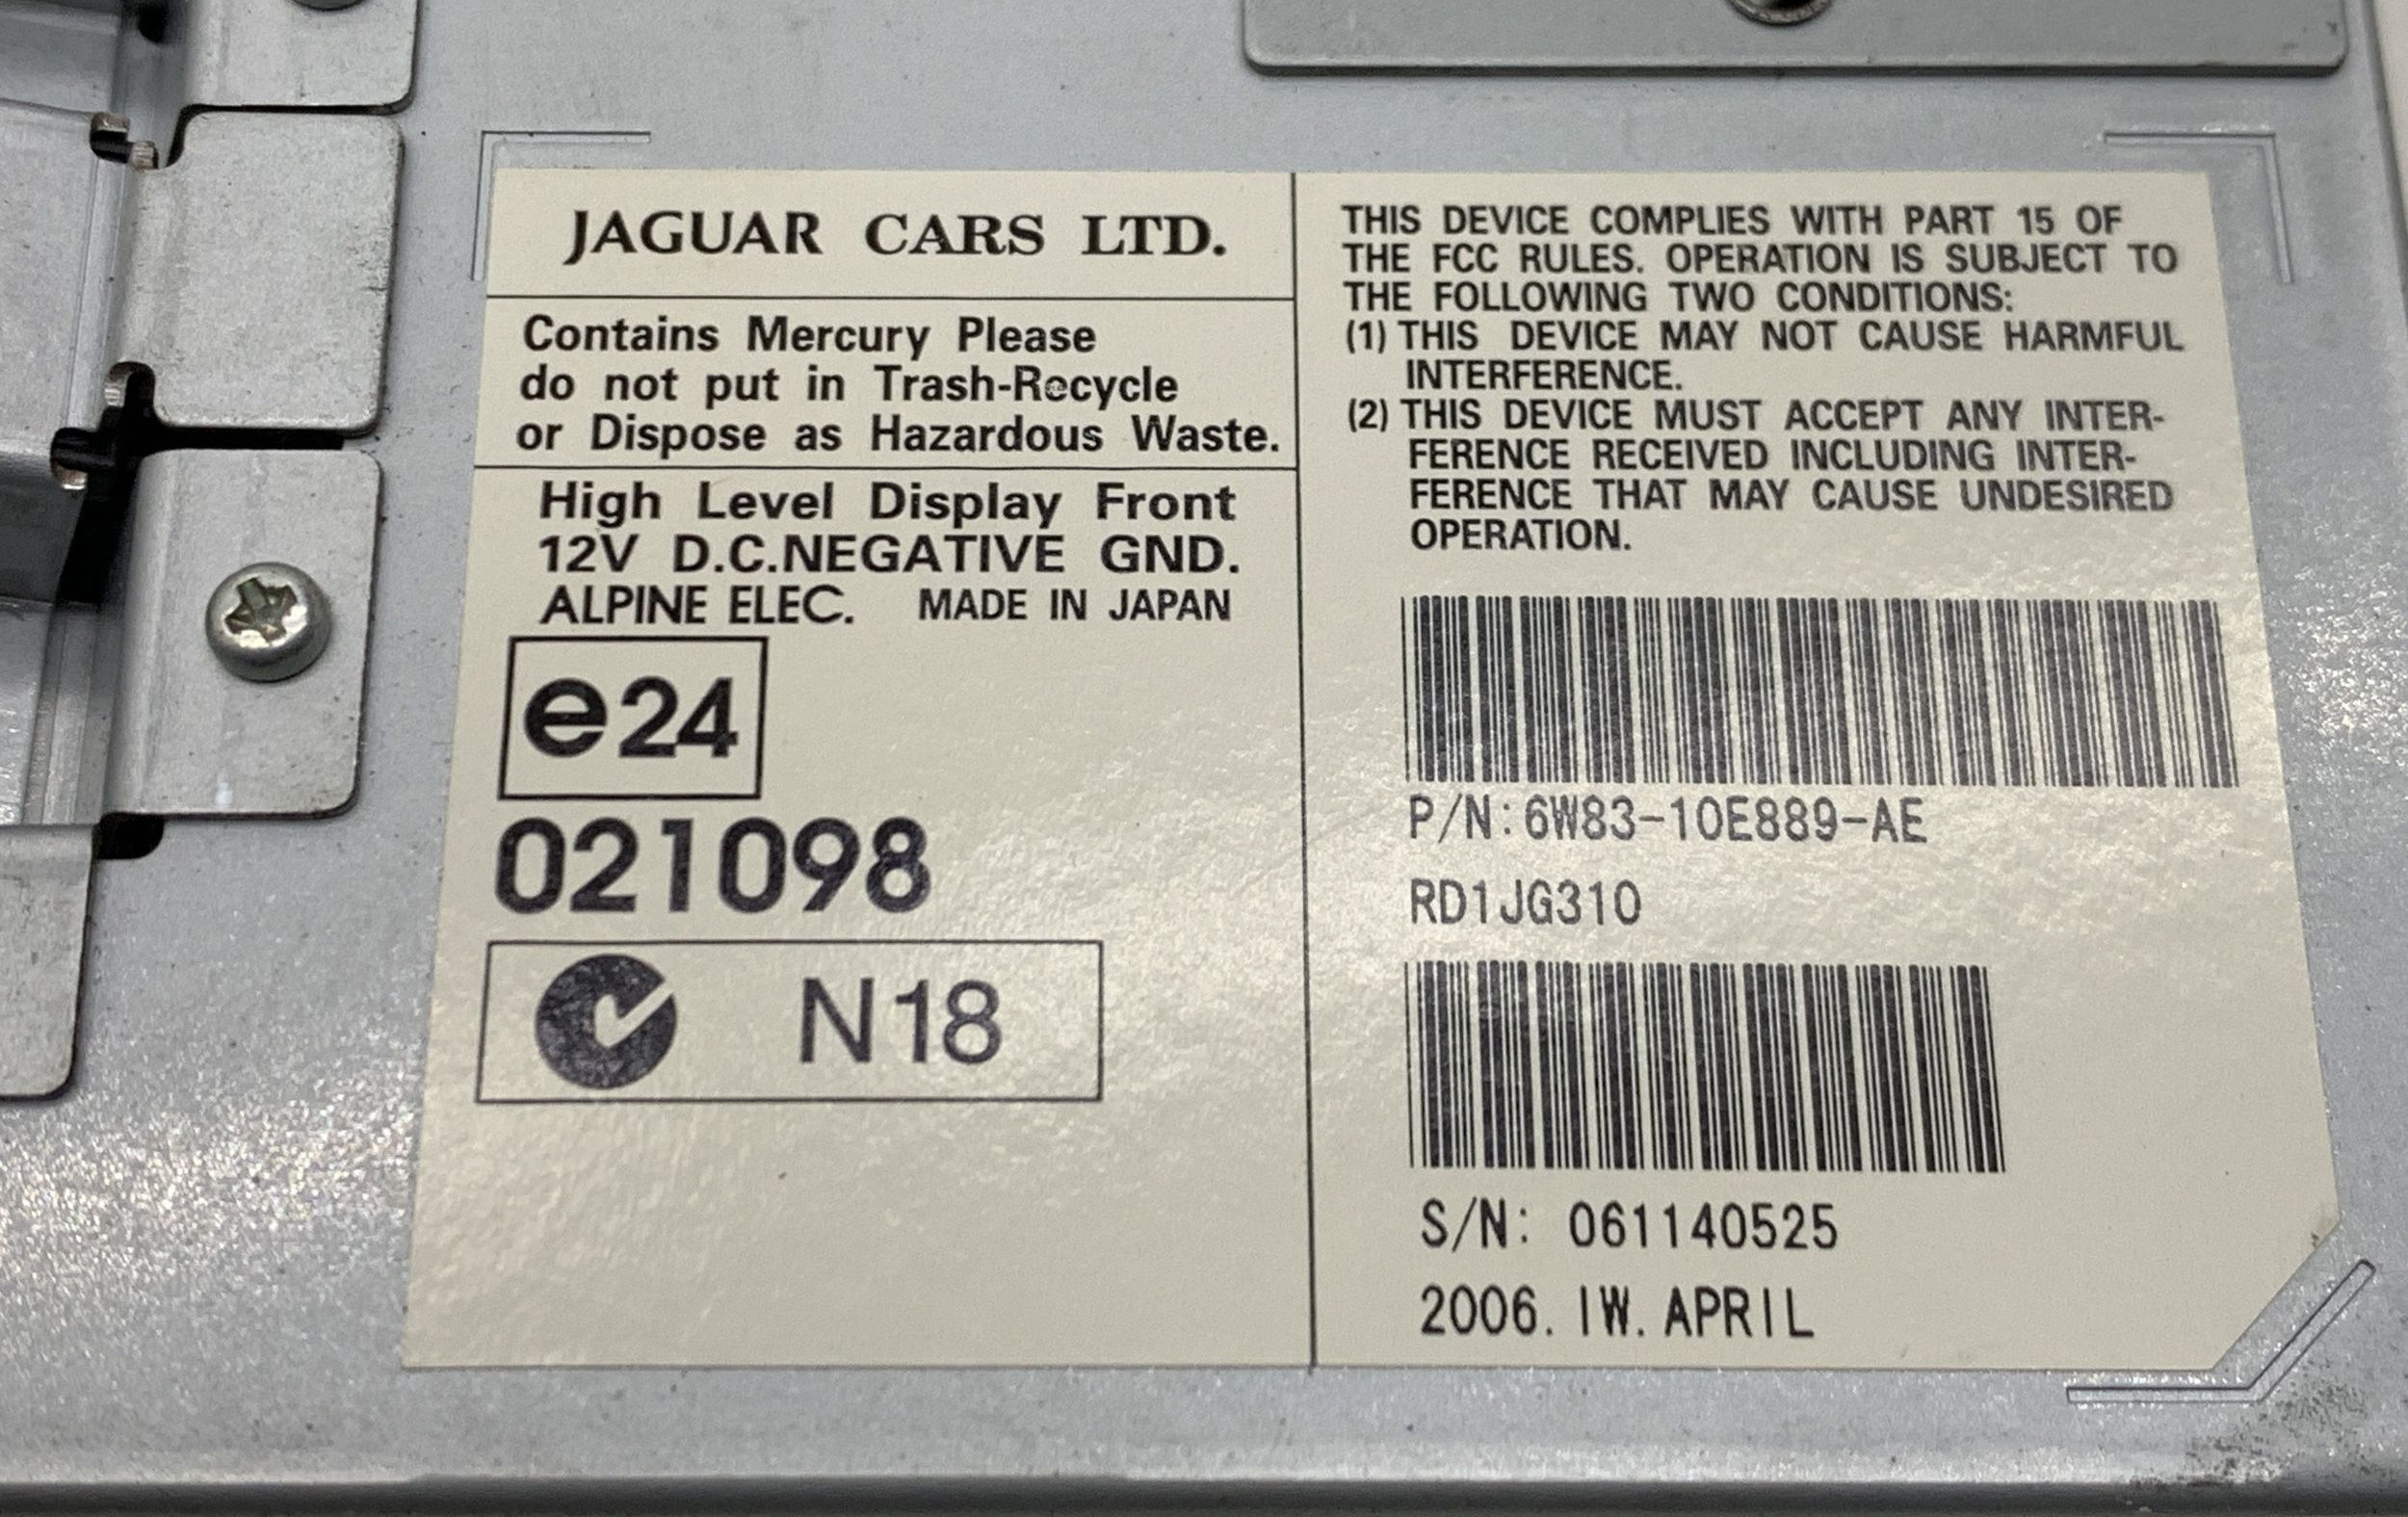 JAGUAR CARS LTD.
Contains Mercury Please
do not put in Trash-Recycle
or Dispose as Hazardous Waste.
High Level Display Front
12V D.C.NEGATIVE GND.
ALPINE ELEC. MADE IN JAPAN
e24
021098
N18
THIS DEVICE COMPLIES WITH PART 15 OF
THE FCC RULES. OPERATION IS SUBJECT TO
THE FOLLOWING TWO CONDITIONS:
(1) THIS DEVICE MAY NOT CAUSE HARMFUL
INTERFERENCE.
(2) THIS DEVICE MUST ACCEPT ANY INTER-
FERENCE RECEIVED INCLUDING INTER-
FERENCE THAT MAY CAUSE UNDESIRED
OPERATION.
P/N:6W83-10E889-AE
RD1JG310
S/N: 061140525
2006. IW. APRIL